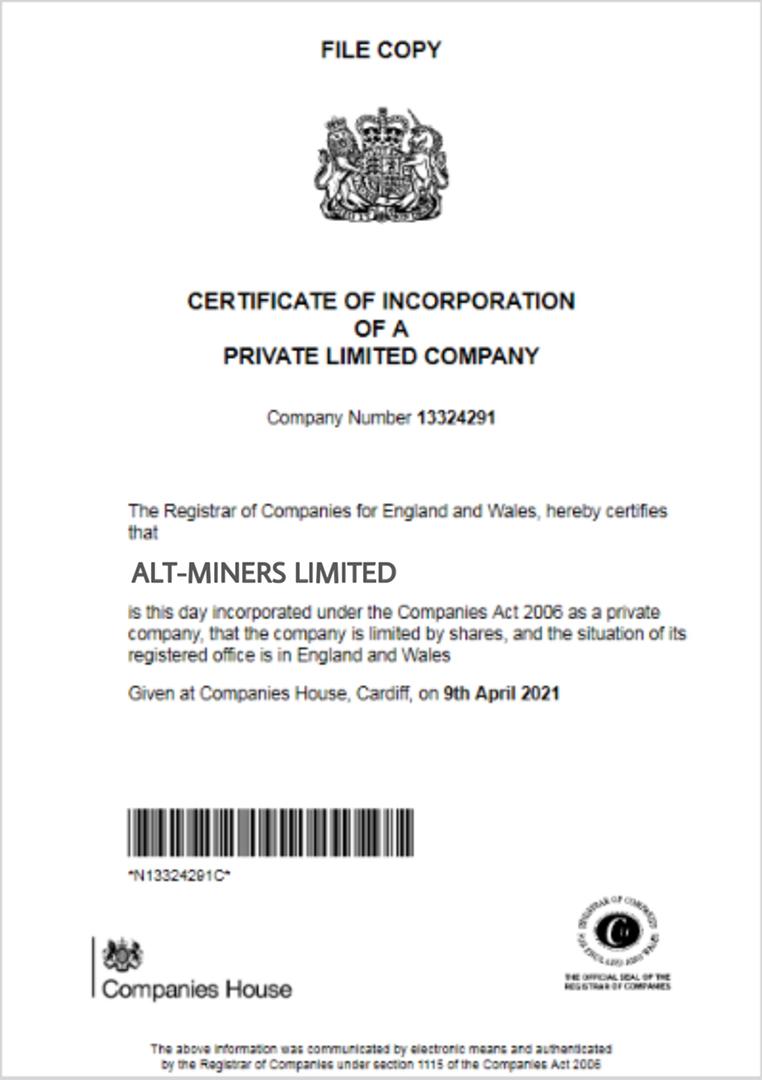 FILE COPY
CERTIFICATE OF INCORPORATION
OF A
PRIVATE LIMITED COMPANY
Company Number 13324291
The Registrar of Companies for England and Wales, hereby certifies
that
ALT-MINERS LIMITED
is this day incorporated under the Companies Act 2006 as a private
company, that the company is limited by shares, and the situation of its
registered office is in England and Wales
Given at Companies House, Cardiff, on 9th April 2021
*N13324291C*
REGISTRAR OF COMPANIES
FOR ENGLAND AND WALES
THE OFFICIAL SEAL OF THE
REGISTRAR OF COMPANIES
Companies House
The above information was communicated by electronic means and authenticated
by the Registrar of Companies under section 1115 of the Companies Act 2006